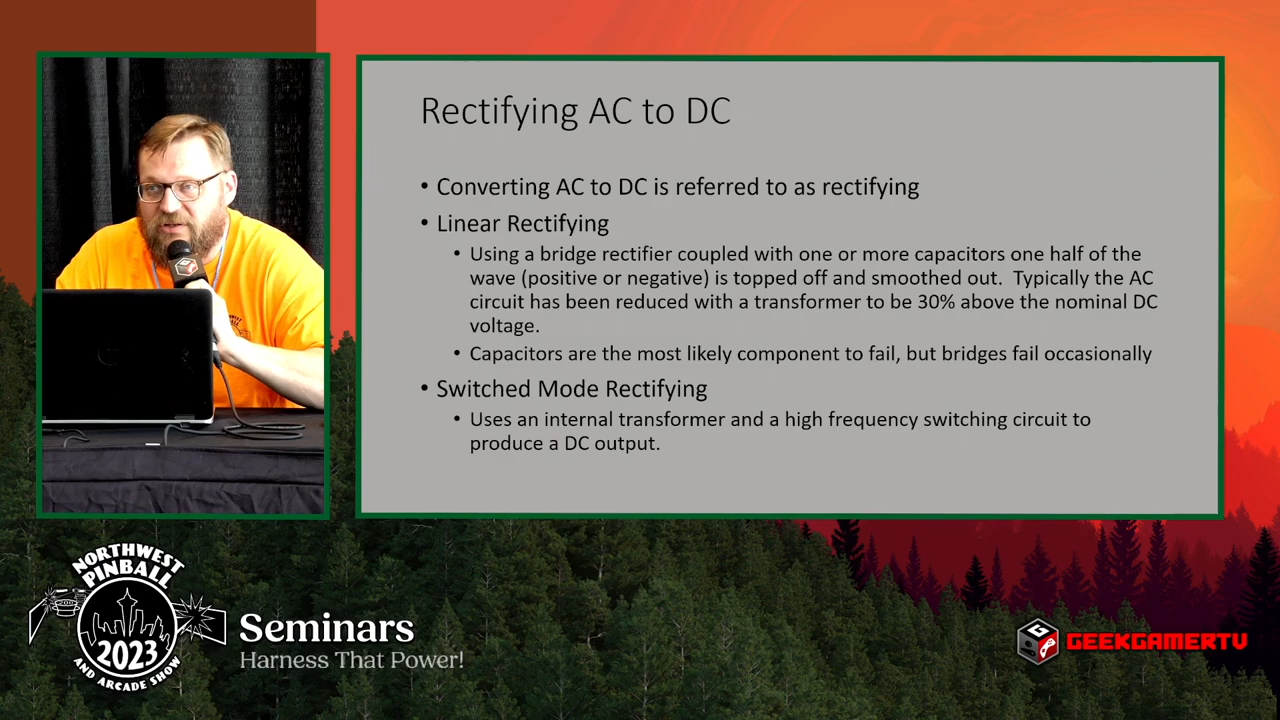 Rectifying AC to DC
• Converting AC to DC is referred to as rectifying
• Linear Rectifying
• Using a bridge rectifier coupled with one or more capacitors one half of the
wave (positive or negative) is topped off and smoothed out.  Typically the AC
circuit has been reduced with a transformer to be 30% above the nominal DC
voltage.
• Capacitors are the most likely component to fail, but bridges fail occasionally
• Switched Mode Rectifying
• Uses an internal transformer and a high frequency switching circuit to
produce a DC output.
NORTHWEST
PINBALL
2023
AND ARCADE SHOW
Seminars
Harness That Power!
GEEKGAMERTV